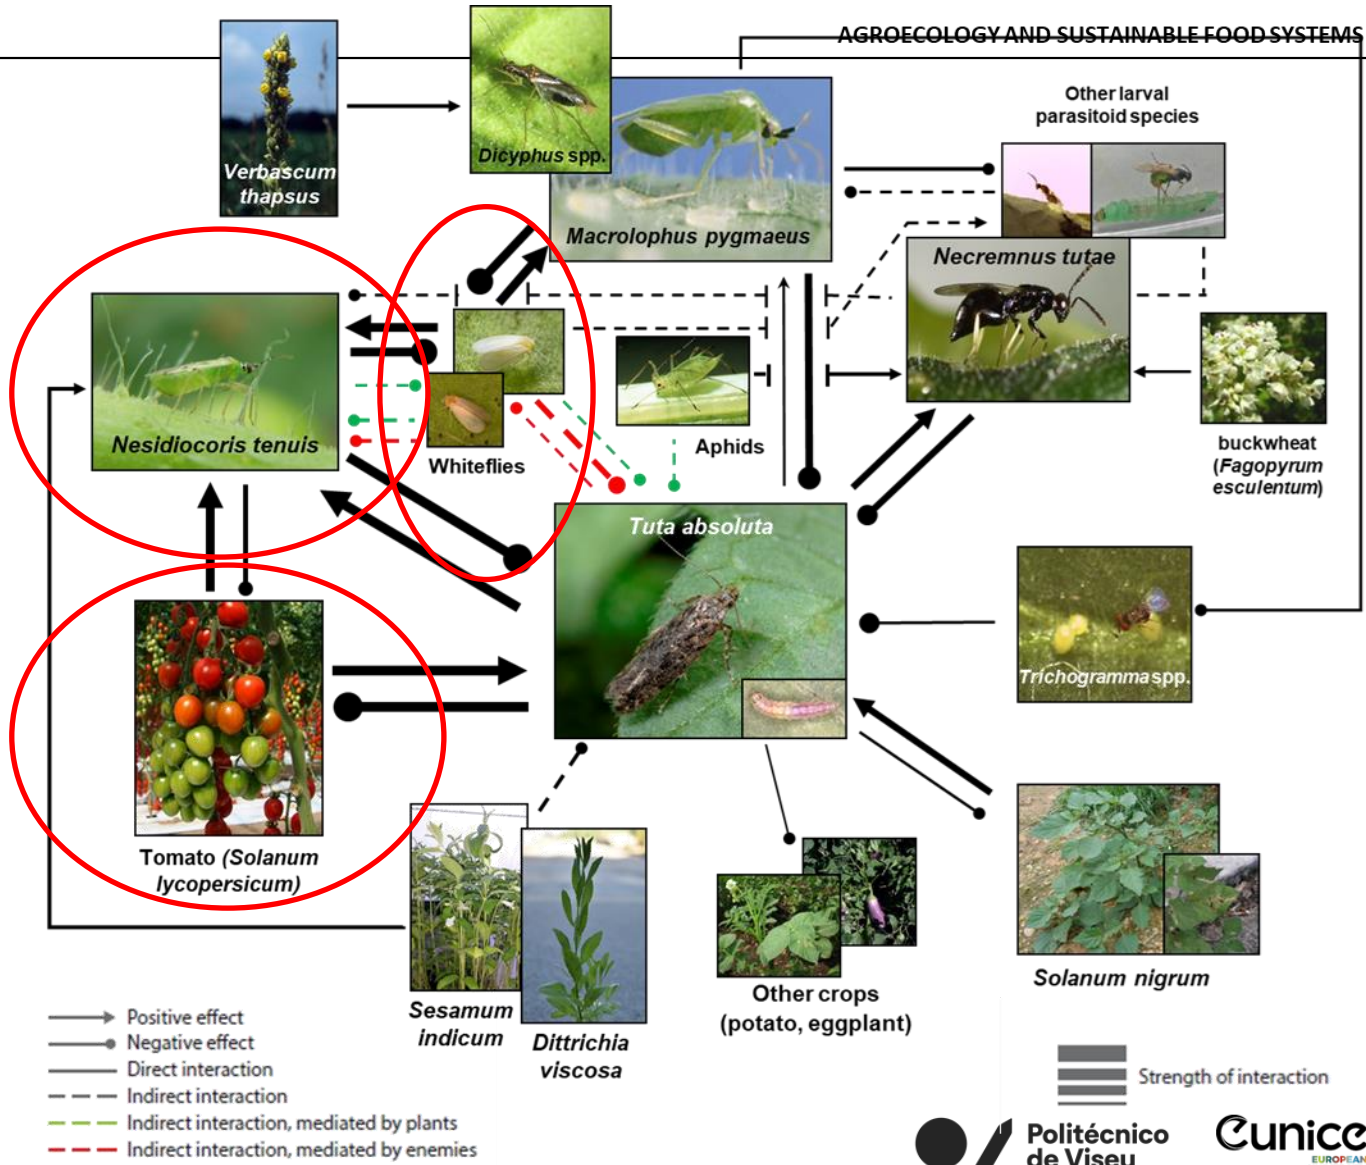 AGROECOLOGY AND SUSTAINABLE FOOD SYSTEMS
Other larval
parasitoid species
Dicyphus spp.
Verbascum
thapsus
Macrolophus pygmaeus
Necremnus tutae
Nesidiocoris tenuis
Whiteflies
Aphids
buckwheat
(Fagopyrum
esculentum)
Tuta absoluta
Trichogramma spp.
Tomato (Solanum
lycopersicum)
Solanum nigrum
Other crops
(potato, eggplant)
Sesamum
indicum
Dittrichia
viscosa
Positive effect
Negative effect
Direct interaction
Indirect interaction
Indirect interaction, mediated by plants
Indirect interaction, mediated by enemies
Strength of interaction
Politécnico
de Viseu
eunice
EUROPEAN